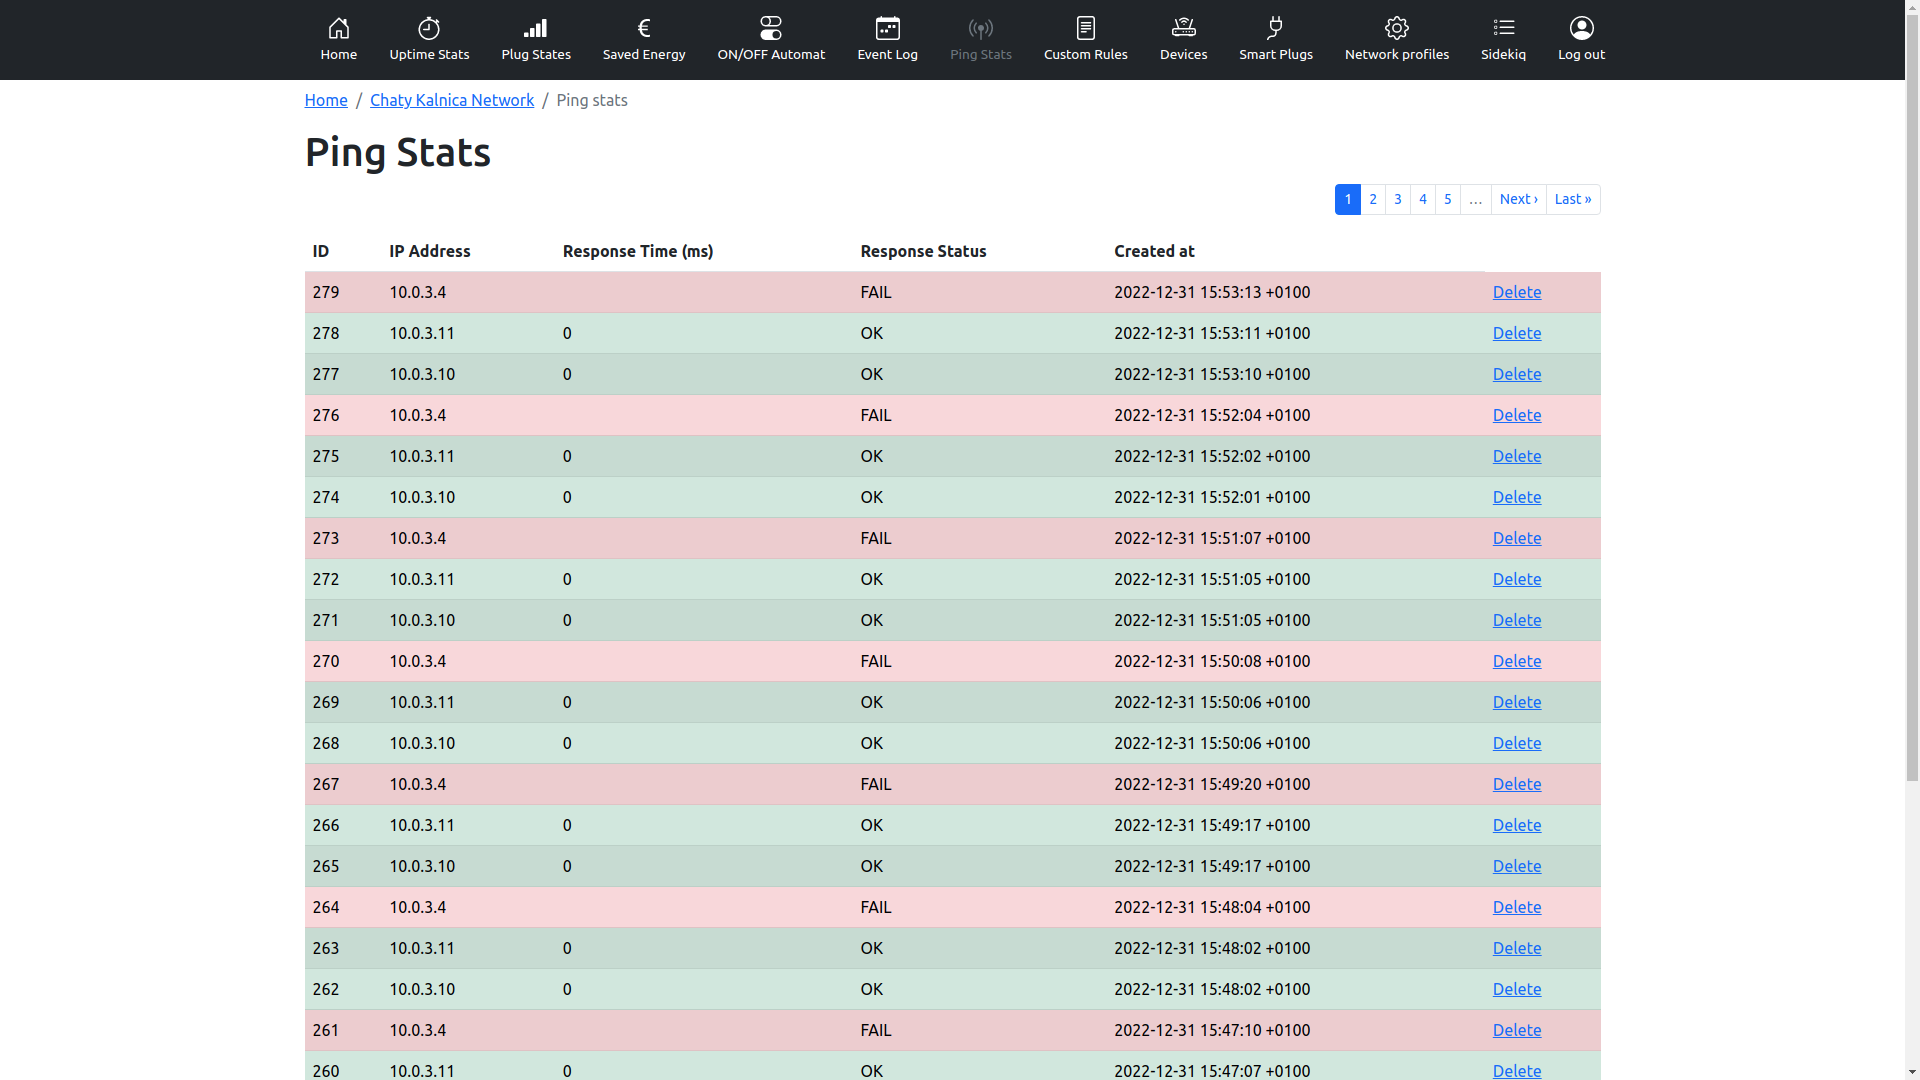 Home Uptime Stats Plug States € Saved Energy ON/OFF Automat Event Log Ping Stats Custom Rules Devices Smart Plugs Network profiles Sidekiq Log out
Home / Chaty Kalnica Network / Ping stats
Ping Stats
1 2 3 4 5 … Next › Last »
ID IP Address Response Time (ms) Response Status Created at
279 10.0.3.4 FAIL 2022-12-31 15:53:13 +0100 Delete
278 10.0.3.11 0 OK 2022-12-31 15:53:11 +0100 Delete
277 10.0.3.10 0 OK 2022-12-31 15:53:10 +0100 Delete
276 10.0.3.4 FAIL 2022-12-31 15:52:04 +0100 Delete
275 10.0.3.11 0 OK 2022-12-31 15:52:02 +0100 Delete
274 10.0.3.10 0 OK 2022-12-31 15:52:01 +0100 Delete
273 10.0.3.4 FAIL 2022-12-31 15:51:07 +0100 Delete
272 10.0.3.11 0 OK 2022-12-31 15:51:05 +0100 Delete
271 10.0.3.10 0 OK 2022-12-31 15:51:05 +0100 Delete
270 10.0.3.4 FAIL 2022-12-31 15:50:08 +0100 Delete
269 10.0.3.11 0 OK 2022-12-31 15:50:06 +0100 Delete
268 10.0.3.10 0 OK 2022-12-31 15:50:06 +0100 Delete
267 10.0.3.4 FAIL 2022-12-31 15:49:20 +0100 Delete
266 10.0.3.11 0 OK 2022-12-31 15:49:17 +0100 Delete
265 10.0.3.10 0 OK 2022-12-31 15:49:17 +0100 Delete
264 10.0.3.4 FAIL 2022-12-31 15:48:04 +0100 Delete
263 10.0.3.11 0 OK 2022-12-31 15:48:02 +0100 Delete
262 10.0.3.10 0 OK 2022-12-31 15:48:02 +0100 Delete
261 10.0.3.4 FAIL 2022-12-31 15:47:10 +0100 Delete
260 10.0.3.11 0 OK 2022-12-31 15:47:07 +0100 Delete